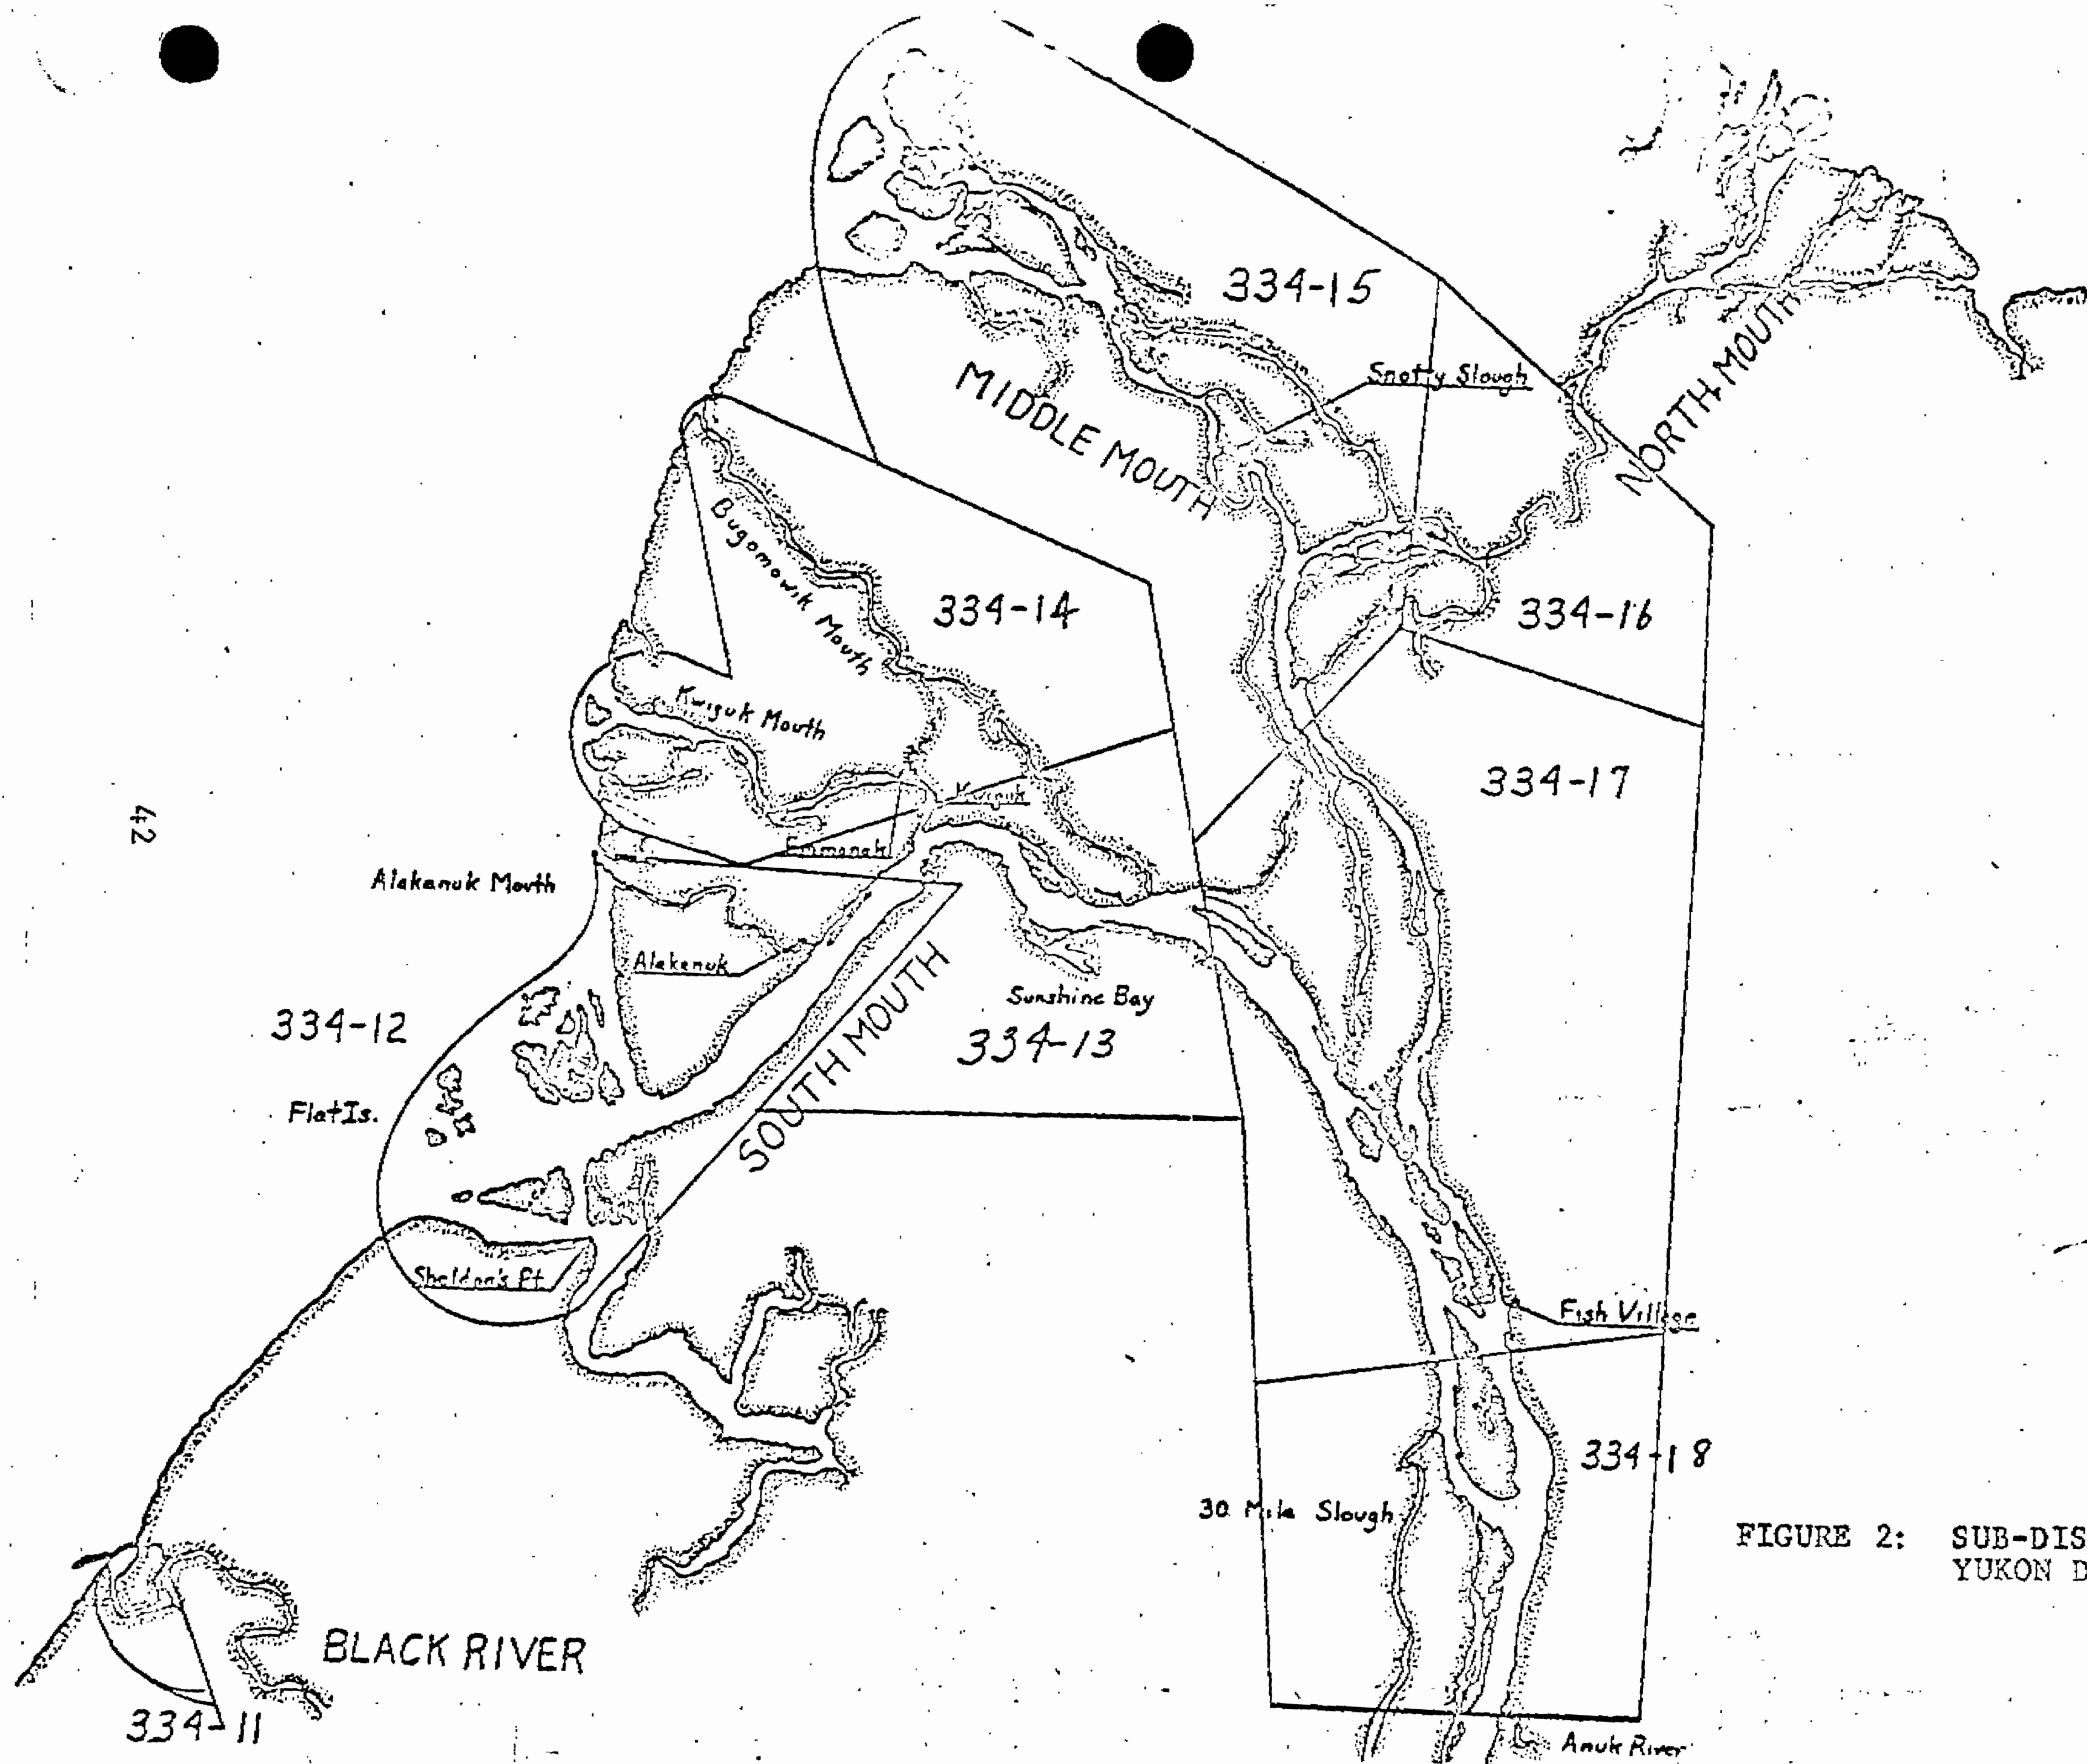 334-15
Snotty Slough
MIDDLE MOUTH
NORTH MOUTH
Bugomowik Mouth
334-14
334-16
Kwiguk Mouth
334-17
Kwiguk
42
Emmonak
Alakanuk Mouth
Alakanuk
SOUTH MOUTH
Sunshine Bay
334-12
334-13
Flat Is.
Sheldon's Pt.
Fish Village
334-18
30 Mile Slough
FIGURE 2: SUB-DIS
YUKON D
BLACK RIVER
334-11
Anuk River